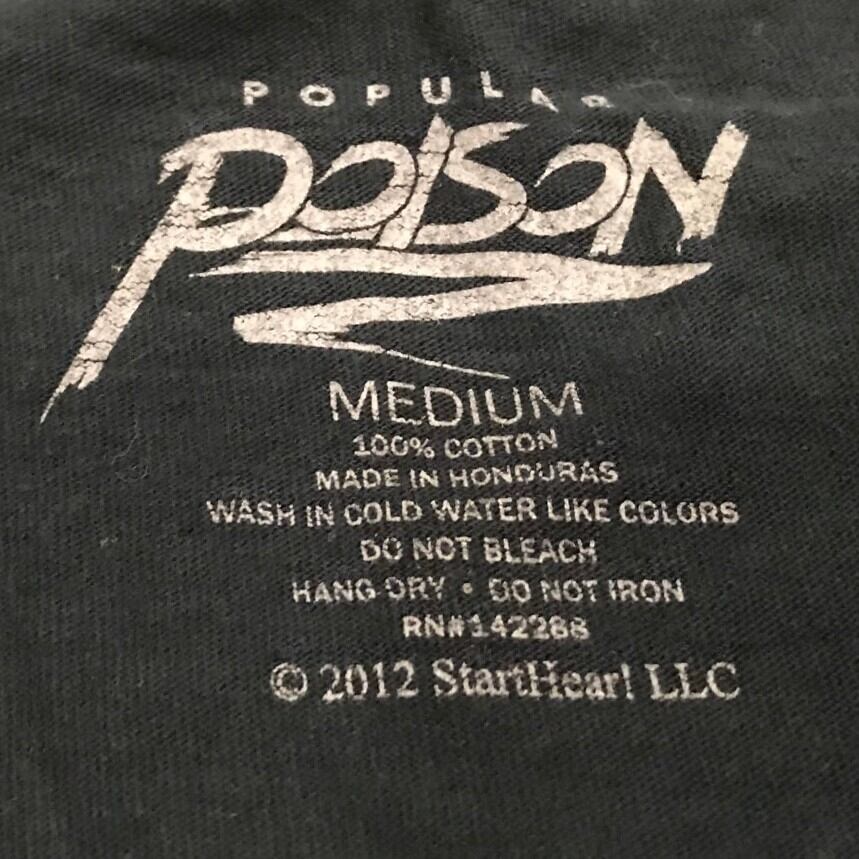 POPULAR
POISON
MEDIUM
100% COTTON
MADE IN HONDURAS
WASH IN COLD WATER LIKE COLORS
DO NOT BLEACH
HANG DRY • DO NOT IRON
RN#142288
© 2012 StartHear! LLC